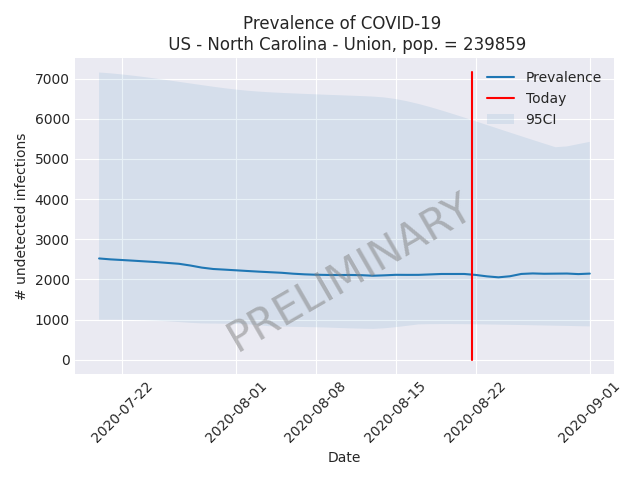 Prevalence of COVID-19
US - North Carolina - Union, pop. = 239859
7000
6000
5000
4000
3000
2000
1000
0
# undetected infections
Prevalence
Today
95CI
PRELIMINARY
2020-07-22
2020-08-01
2020-08-08
2020-08-15
2020-08-22
2020-09-01
Date